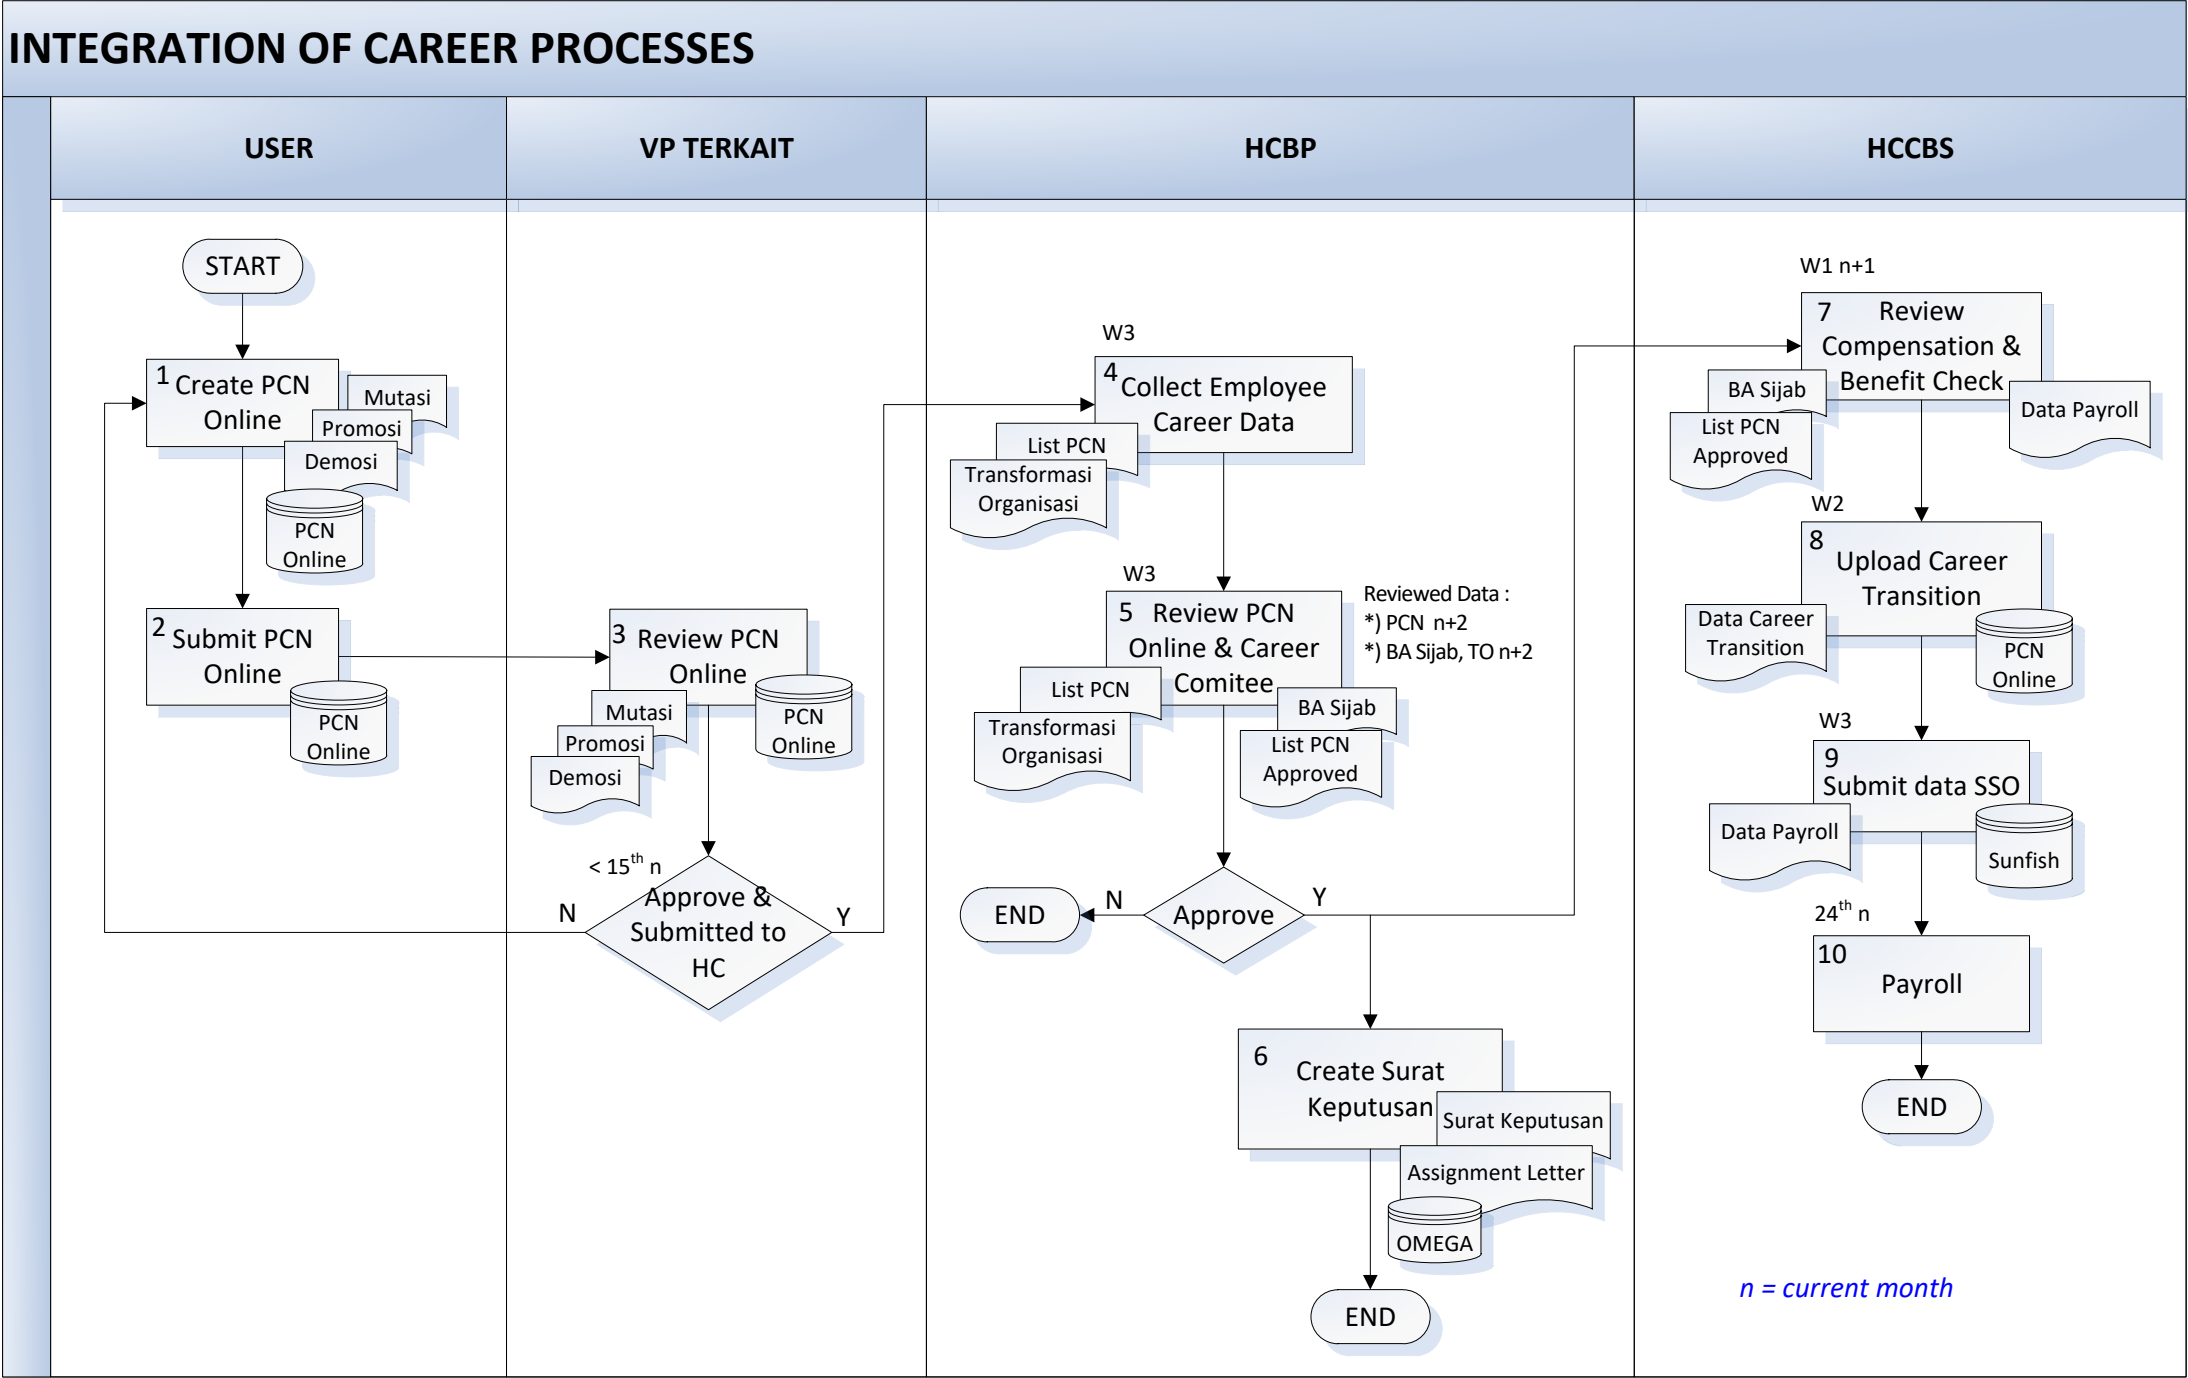 INTEGRATION OF CAREER PROCESSES
USER
VP TERKAIT
HCBP
HCCBS
START
1
Create PCN
Online
Mutasi
Promosi
Demosi
PCN
Online
2
Submit PCN
Online
PCN
Online
3
Review PCN
Online
Mutasi
Promosi
Demosi
PCN
Online
< 15th n
Approve &
Submitted to
HC
N
Y
W3
4
Collect Employee
Career Data
List PCN
Transformasi
Organisasi
W3
5
Review PCN
Online & Career
Comitee
Reviewed Data :
*) PCN n+2
*) BA Sijab, TO n+2
List PCN
Transformasi
Organisasi
BA Sijab
List PCN
Approved
Approve
N
Y
END
6
Create Surat
Keputusan
Surat Keputusan
Assignment Letter
OMEGA
END
W1 n+1
7
Review
Compensation &
Benefit Check
BA Sijab
List PCN
Approved
Data Payroll
W2
8
Upload Career
Transition
Data Career
Transition
PCN
Online
W3
9
Submit data SSO
Data Payroll
Sunfish
24th n
10
Payroll
END
n = current month